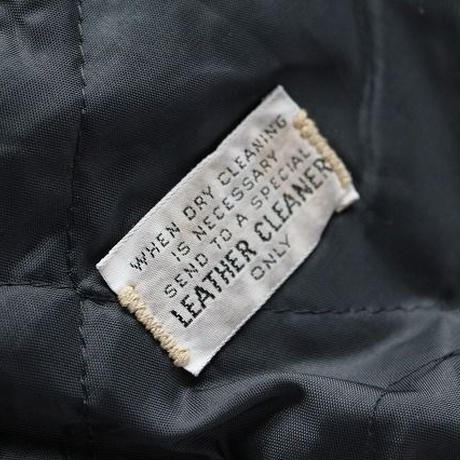 WHEN DRY CLEANING
IS NECESSARY
SEND TO A SPECIAL
LEATHER CLEANER
ONLY